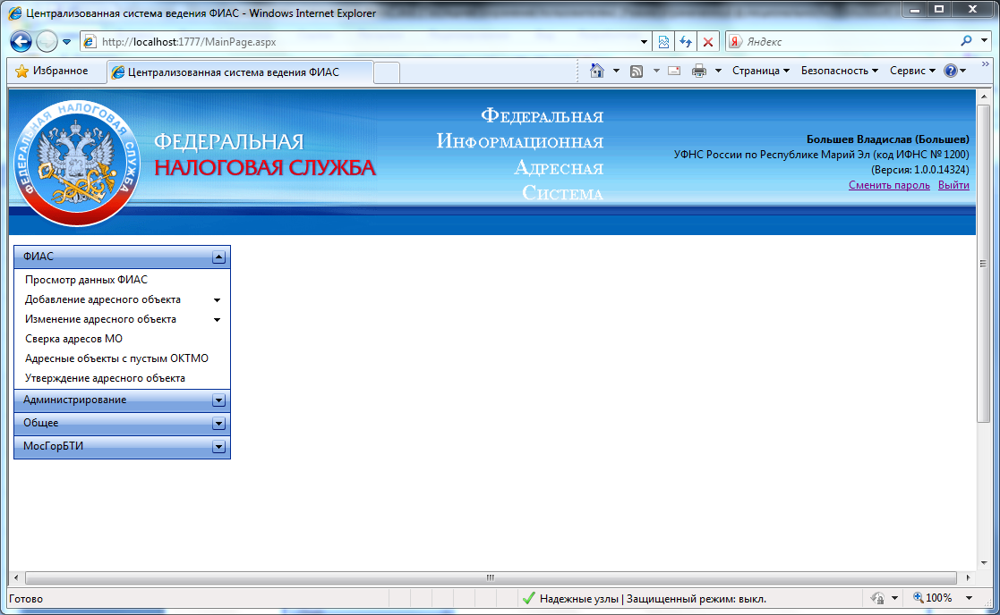 Централизованная система ведения ФИАС - Windows Internet Explorer
http://localhost:1777/MainPage.aspx
Яндекс
Избранное
Централизованная система ведения ФИАС
Страница
Безопасность
Сервис
ФЕДЕРАЛЬНАЯ НАЛОГОВАЯ СЛУЖБА
ФЕДЕРАЛЬНАЯ
НАЛОГОВАЯ СЛУЖБА
Федеральная
Информационная
Адресная
Система
Большев Владислав (Большев)
УФНС России по Республике Марий Эл (код ИФНС №1200)
(Версия: 1.0.0.14324)
Сменить пароль Выйти
ФИАС
Просмотр данных ФИАС
Добавление адресного объекта
Изменение адресного объекта
Сверка адресов МО
Адресные объекты с пустым ОКТМО
Утверждение адресного объекта
Администрирование
Общее
МосГорБТИ
Готово
Надежные узлы | Защищенный режим: выкл.
100%